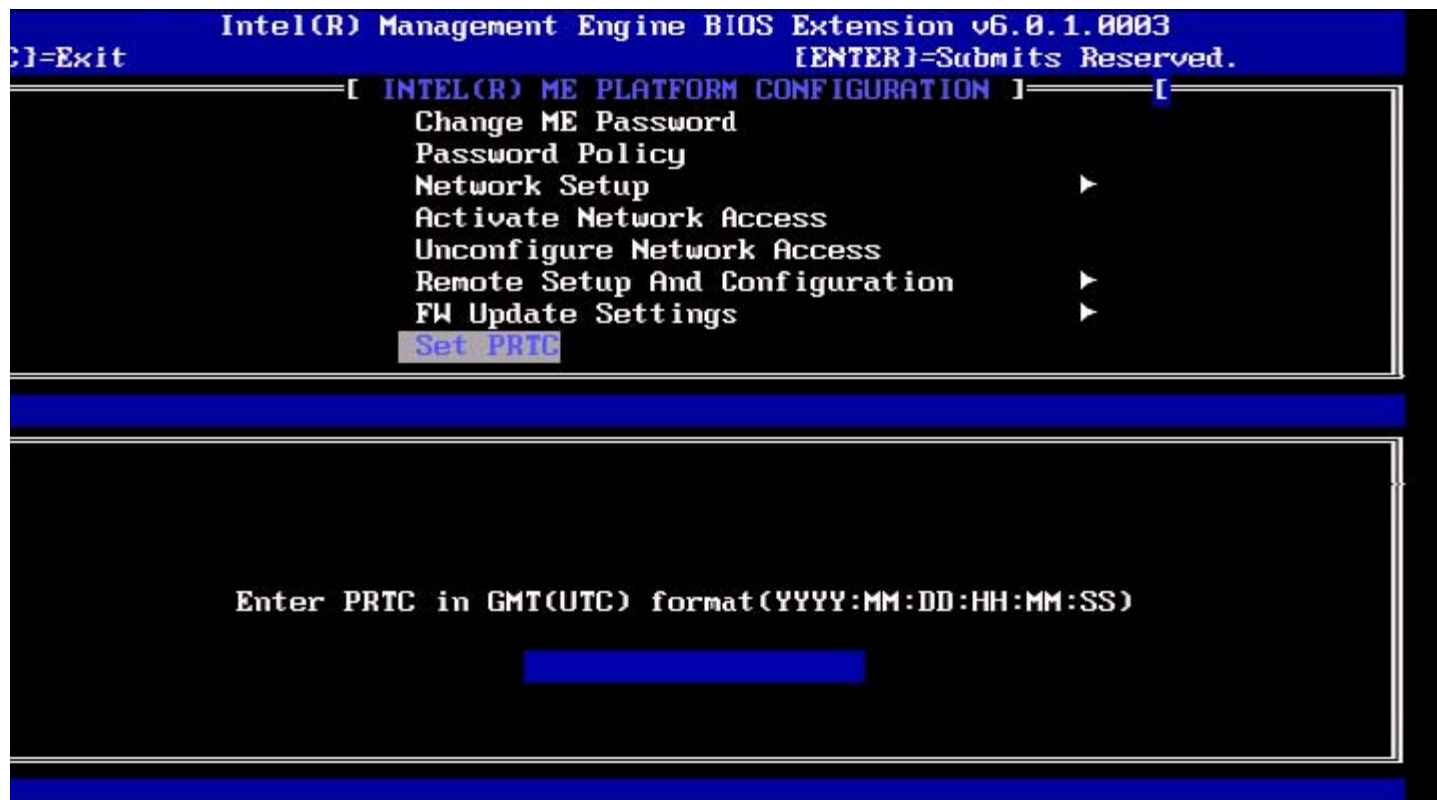 Intel(R) Management Engine BIOS Extension v6.0.1.0003
C]=Exit [ENTER]=Submits Reserved.
[ INTEL(R) ME PLATFORM CONFIGURATION ] [
Change ME Password
Password Policy
Network Setup ►
Activate Network Access
Unconfigure Network Access
Remote Setup And Configuration ►
FW Update Settings ►
Set PRTC
Enter PRTC in GMT(UTC) format(YYYY:MM:DD:HH:MM:SS)